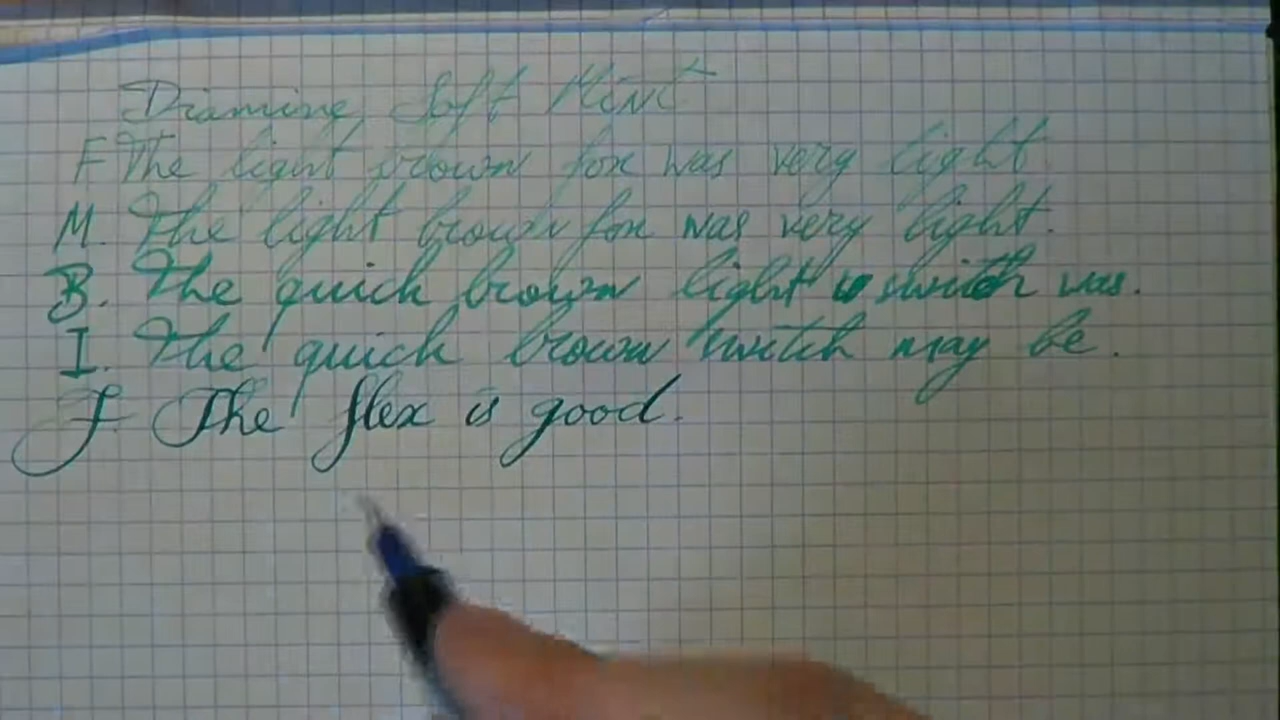 Diamine Soft Mint
F The light brown fox was very light
M. The light brown fox was very light.
B. The quick brown light switch was.
I. The quick brown switch may be.
F. The flex is good.